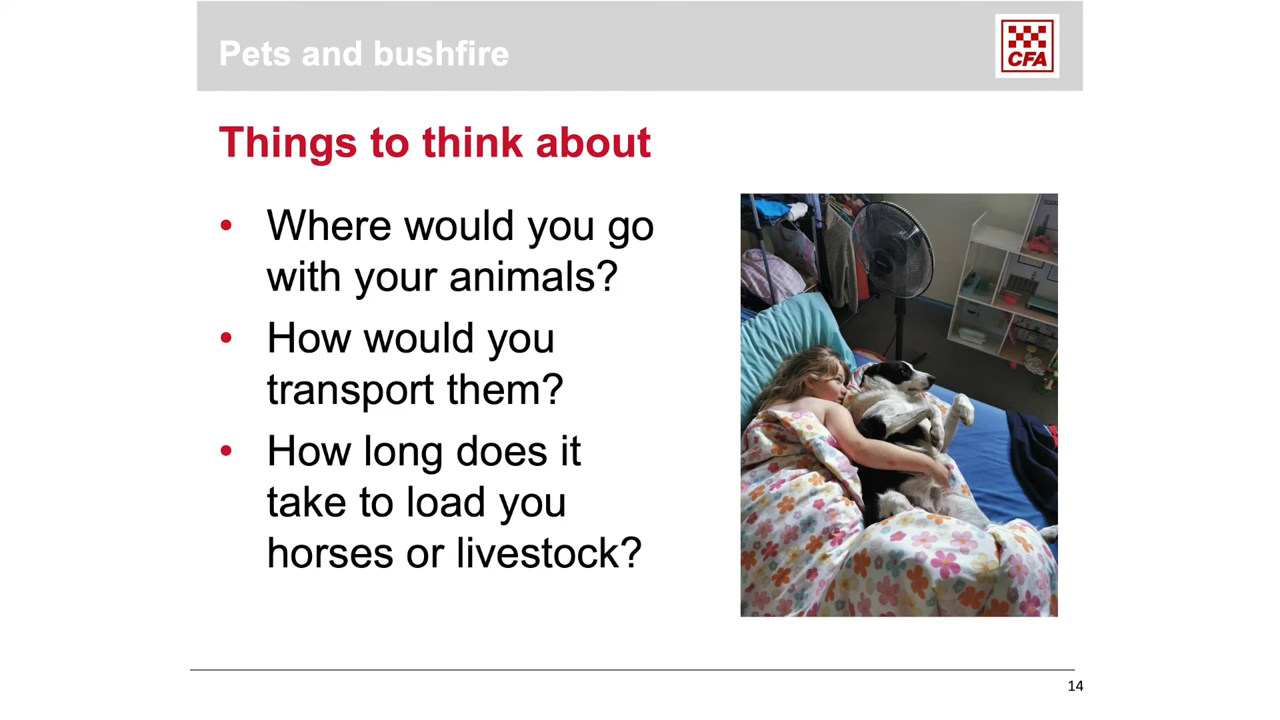 Pets and bushfire
CFA
Things to think about
• Where would you go
with your animals?
• How would you
transport them?
• How long does it
take to load you
horses or livestock?
14